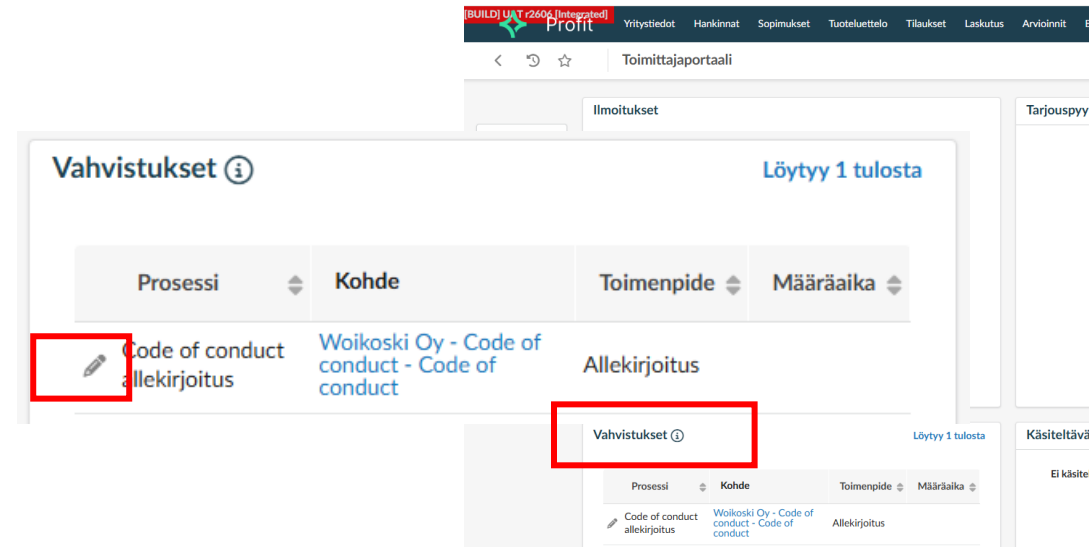 [BUILD] UAT r2606 [Integrated]
Profit Yritystiedot Hankinnat Sopimukset Tuoteluettelo Tilaukset Laskutus Arvioinnit
Toimittajaportaali
Ilmoitukset
Tarjouspyy
Vahvistukset
Löytyy 1 tulosta
Prosessi Kohde Toimenpide Määräaika
Code of conduct
allekirjoitus
Woikoski Oy - Code of
conduct - Code of
conduct
Allekirjoitus
Vahvistukset
Löytyy 1 tulosta
Käsiteltävä
Ei käsitel
Prosessi Kohde Toimenpide Määräaika
Code of conduct
allekirjoitus
Woikoski Oy - Code of
conduct - Code of
conduct
Allekirjoitus